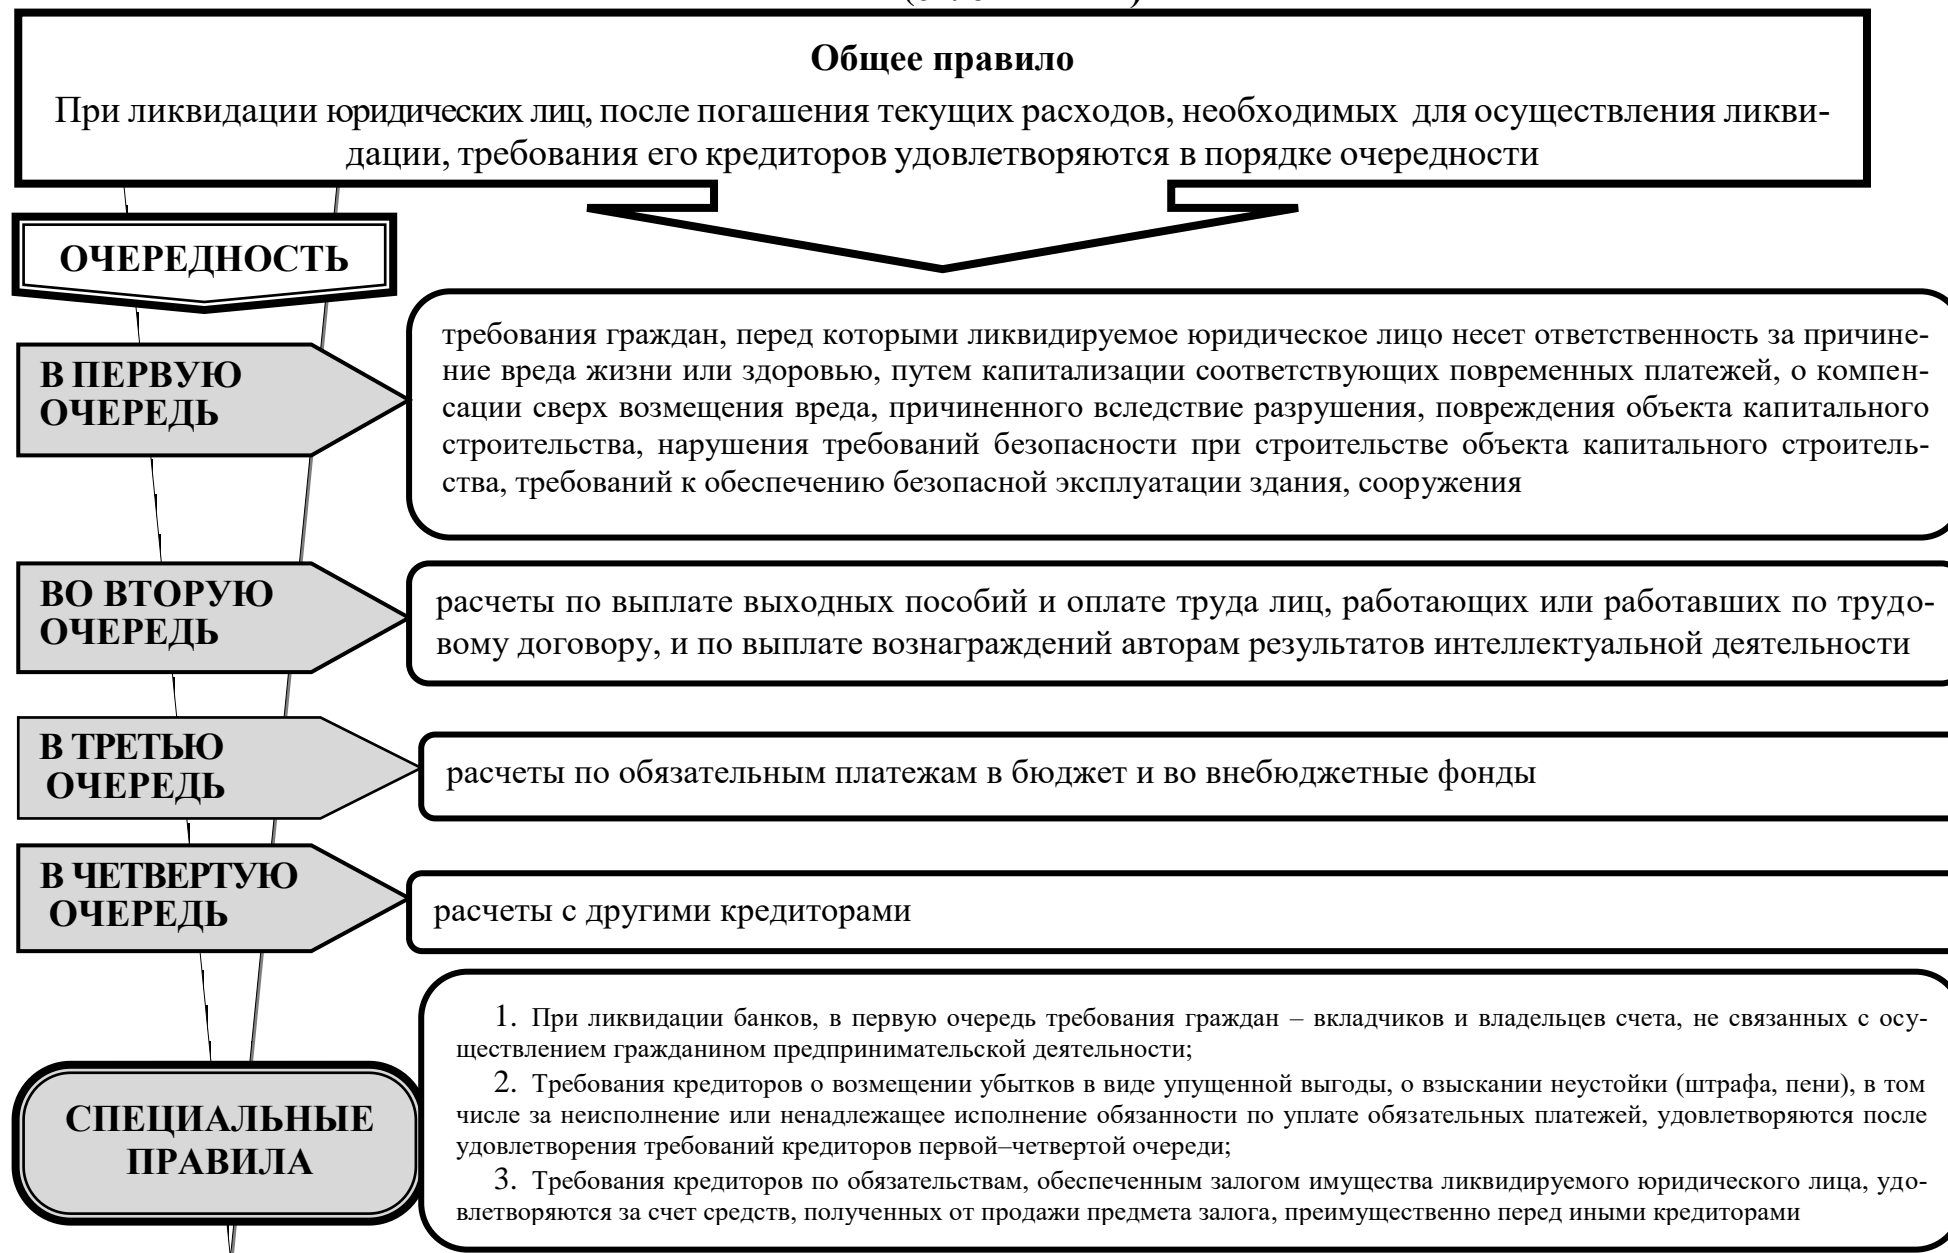 Общее правило
При ликвидации юридических лиц, после погашения текущих расходов, необходимых для осуществления ликви-
дации, требования его кредиторов удовлетворяются в порядке очередности
ОЧЕРЕДНОСТЬ
В ПЕРВУЮ
ОЧЕРЕДЬ
требования граждан, перед которыми ликвидируемое юридическое лицо несет ответственность за причине-
ние вреда жизни или здоровью, путем капитализации соответствующих повременных платежей, о компен-
сации сверх возмещения вреда, причиненного вследствие разрушения, повреждения объекта капитального
строительства, нарушения требований безопасности при строительстве объекта капитального строитель-
ства, требований к обеспечению безопасной эксплуатации здания, сооружения
ВО ВТОРУЮ
ОЧЕРЕДЬ
расчеты по выплате выходных пособий и оплате труда лиц, работающих или работавших по трудо-
вому договору, и по выплате вознаграждений авторам результатов интеллектуальной деятельности
В ТРЕТЬЮ
ОЧЕРЕДЬ
расчеты по обязательным платежам в бюджет и во внебюджетные фонды
В ЧЕТВЕРТУЮ
ОЧЕРЕДЬ
расчеты с другими кредиторами
СПЕЦИАЛЬНЫЕ
ПРАВИЛА
1. При ликвидации банков, в первую очередь требования граждан – вкладчиков и владельцев счета, не связанных с осу-
ществлением гражданином предпринимательской деятельности;
2. Требования кредиторов о возмещении убытков в виде упущенной выгоды, о взыскании неустойки (штрафа, пени), в том
числе за неисполнение или ненадлежащее исполнение обязанности по уплате обязательных платежей, удовлетворяются после
удовлетворения требований кредиторов первой–четвертой очереди;
3. Требования кредиторов по обязательствам, обеспеченным залогом имущества ликвидируемого юридического лица, удо-
влетворяются за счет средств, полученных от продажи предмета залога, преимущественно перед иными кредиторами